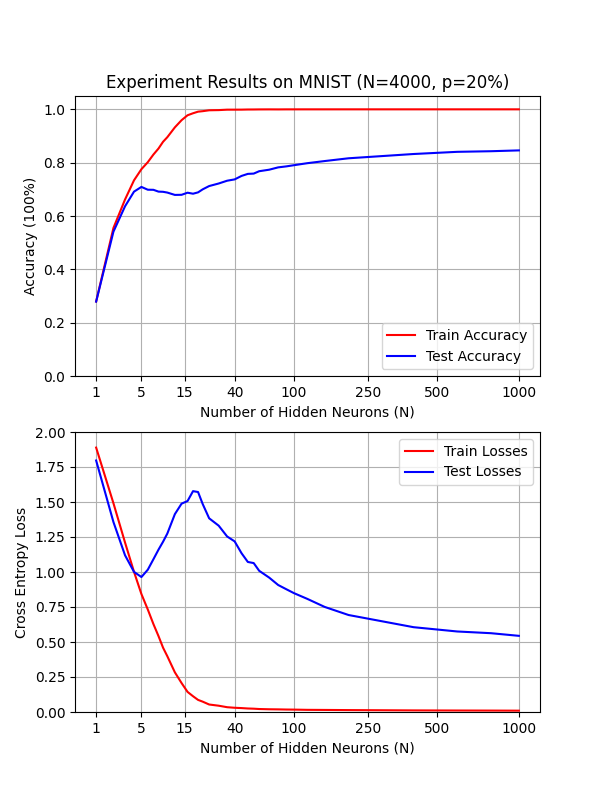 Experiment Results on MNIST (N=4000, p=20%)
Accuracy (100%)
1.0
0.8
0.6
0.4
0.2
0.0
Train Accuracy
Test Accuracy
1 5 15 40 100 250 500 1000
Number of Hidden Neurons (N)
Cross Entropy Loss
2.00
1.75
1.50
1.25
1.00
0.75
0.50
0.25
0.00
Train Losses
Test Losses
1 5 15 40 100 250 500 1000
Number of Hidden Neurons (N)